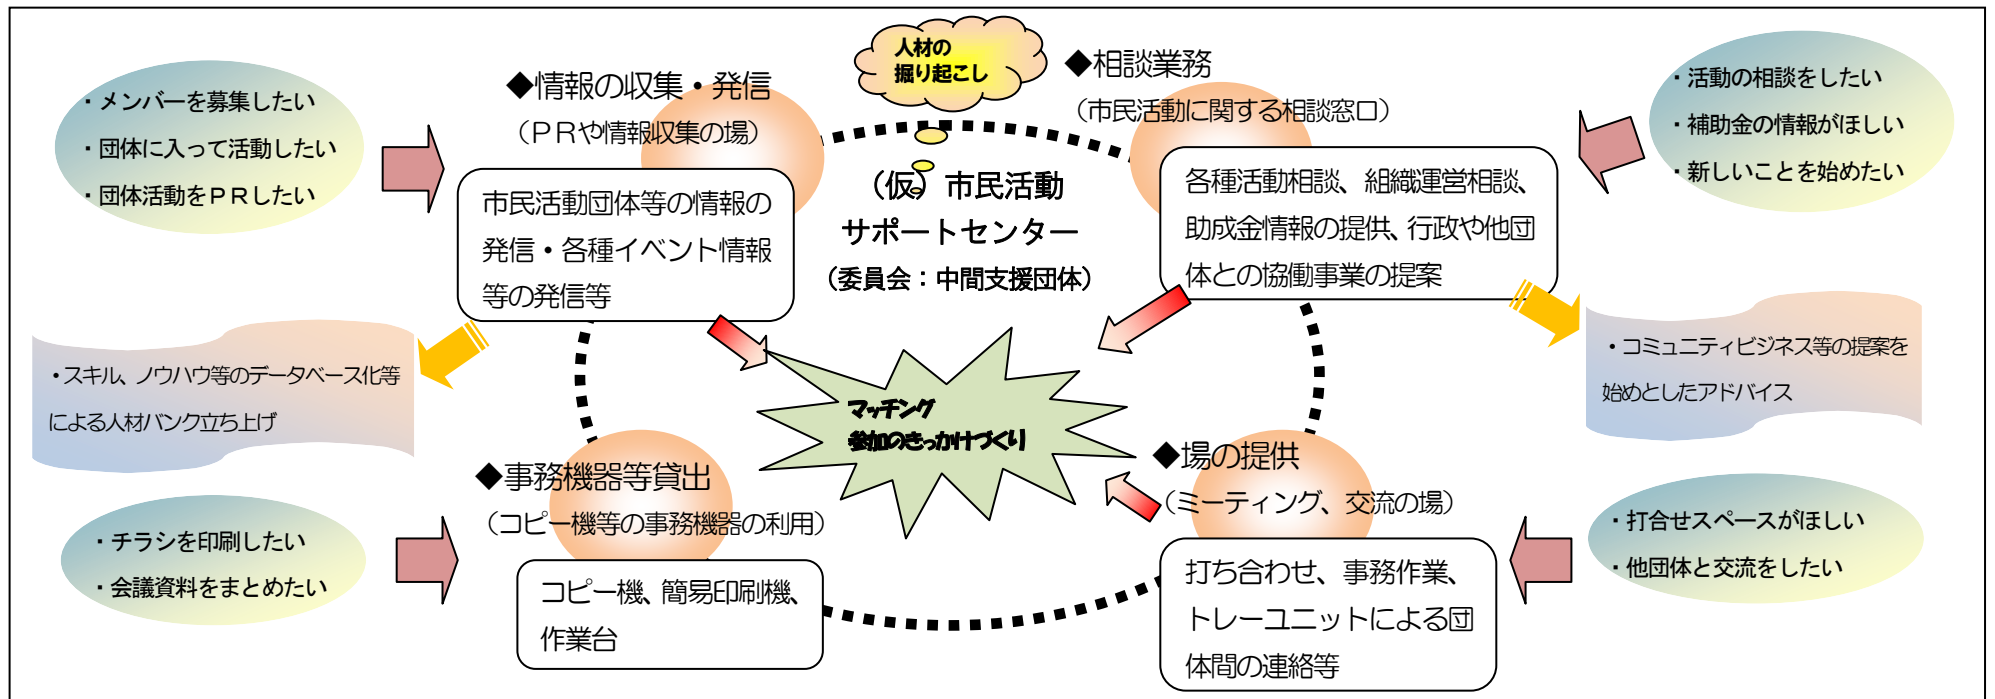 人材の
掘り起こし
・メンバーを募集したい
・団体に入って活動したい
・団体活動をＰＲしたい
◆情報の収集・発信
（ＰＲや情報収集の場）
市民活動団体等の情報の
発信・各種イベント情報
等の発信等
（仮）市民活動
サポートセンター
（委員会：中間支援団体）
◆相談業務
（市民活動に関する相談窓口）
各種活動相談、組織運営相談、
助成金情報の提供、行政や他団
体との協働事業の提案
・活動の相談をしたい
・補助金の情報がほしい
・新しいことを始めたい
・スキル、ノウハウ等のデータベース化等
による人材バンク立ち上げ
マッチング
参加のきっかけづくり
・コミュニティビジネス等の提案を
始めとしたアドバイス
◆事務機器等貸出
（コピー機等の事務機器の利用）
コピー機、簡易印刷機、
作業台
・チラシを印刷したい
・会議資料をまとめたい
◆場の提供
（ミーティング、交流の場）
打ち合わせ、事務作業、
トレーユニットによる団
体間の連絡等
・打合せスペースがほしい
・他団体と交流をしたい